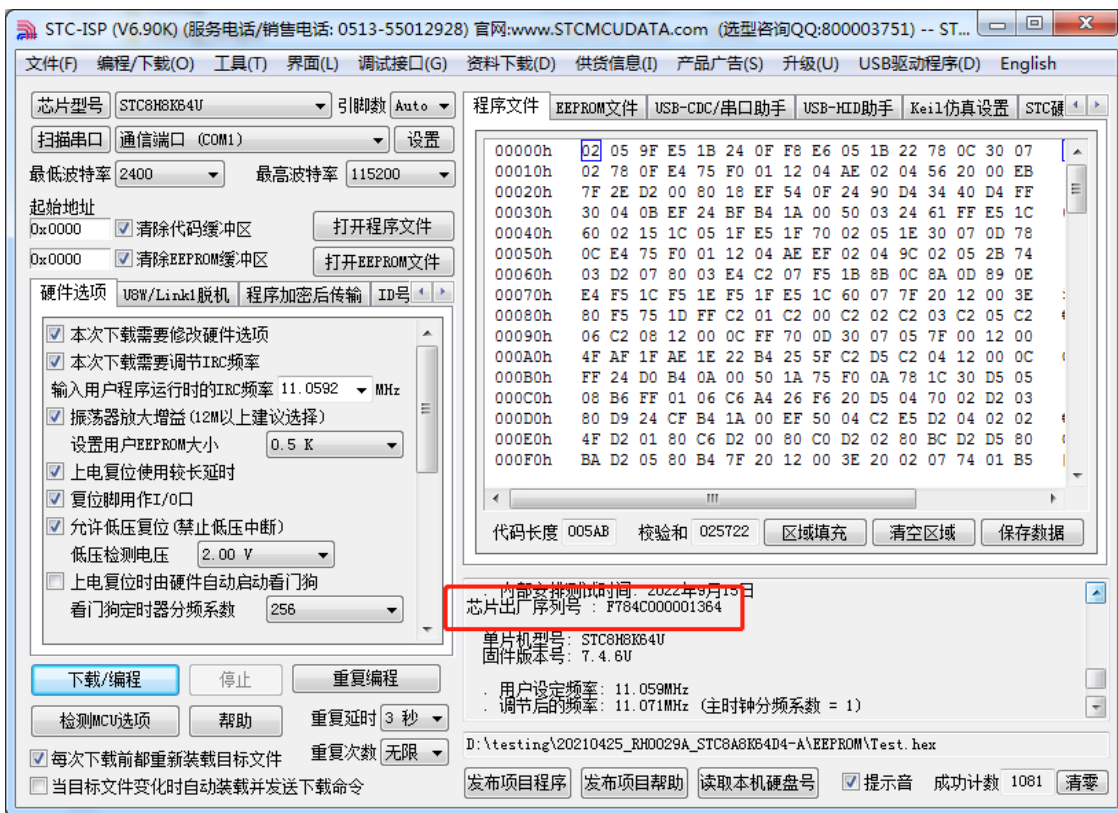 STC-ISP (V6.90K) (服务电话/销售电话: 0513-55012928) 官网:www.STCMCUDATA.com (选型咨询QQ:800003751) -- ST...
文件(F) 编程/下载(O) 工具(T) 界面(L) 调试接口(G) 资料下载(D) 供货信息(I) 产品广告(S) 升级(U) USB驱动程序(D) English
芯片型号 STC8H8K64U 引脚数 Auto
扫描串口 通信端口 (COM1) 设置
最低波特率 2400 最高波特率 115200
起始地址
0x0000 清除代码缓冲区 打开程序文件
0x0000 清除EEPROM缓冲区 打开EEPROM文件
硬件选项 U8W/Link1脱机 程序加密后传输 ID号
本次下载需要修改硬件选项
本次下载需要调节IRC频率
输入用户程序运行时的IRC频率 11.0592 MHz
振荡器放大增益(12M以上建议选择)
设置用户EEPROM大小 0.5 K
上电复位使用较长延时
复位脚用作I/O口
允许低压复位(禁止低压中断)
低压检测电压 2.00 V
上电复位时由硬件自动启动看门狗
看门狗定时器分频系数 256
下载/编程 停止 重复编程
检测MCU选项 帮助 重复延时 3 秒
每次下载前都重新装载目标文件 重复次数 无限
当目标文件变化时自动装载并发送下载命令
程序文件 EEPROM文件 USB-CDC/串口助手 USB-HID助手 Keil仿真设置 STC硬
00000h 02 05 9F E5 1B 24 0F F8 E6 05 1B 22 78 0C 30 07
00010h 02 78 0F E4 75 F0 01 12 04 AE 02 04 56 20 00 EB
00020h 7F 2E D2 00 80 18 EF 54 0F 24 90 D4 34 40 D4 FF
00030h 30 04 0B EF 24 BF B4 1A 00 50 03 24 61 FF E5 1C
00040h 60 02 15 1C 05 1F E5 1F 70 02 05 1E 30 07 0D 78
00050h 0C E4 75 F0 01 12 04 AE EF 02 04 9C 02 05 2B 74
00060h 03 D2 07 80 03 E4 C2 07 F5 1B 8B 0C 8A 0D 89 0E
00070h E4 F5 1C F5 1E F5 1F E5 1C 60 07 7F 20 12 00 3E
00080h 80 F5 75 1D FF C2 01 C2 00 C2 02 C2 03 C2 05 C2
00090h 06 C2 08 12 00 0C FF 70 0D 30 07 05 7F 00 12 00
000A0h 4F AF 1F AE 1E 22 B4 25 5F C2 D5 C2 04 12 00 0C
000B0h FF 24 D0 B4 0A 00 50 1A 75 F0 0A 78 1C 30 D5 05
000C0h 08 B6 FF 01 06 C6 A4 26 F6 20 D5 04 70 02 D2 03
000D0h 80 D9 24 CF B4 1A 00 EF 50 04 C2 E5 D2 04 02 02
000E0h 4F D2 01 80 C6 D2 00 80 C0 D2 02 80 BC D2 D5 80
000F0h BA D2 05 80 B4 7F 20 12 00 3E 20 02 07 74 01 B5
代码长度 005AB 校验和 025722 区域填充 清空区域 保存数据
. 内部安排测试时间: 2022年9月15日
芯片出厂序列号 : F784C000001364
单片机型号: STC8H8K64U
固件版本号: 7.4.6U
. 用户设定频率: 11.059MHz
. 调节后的频率: 11.071MHz (主时钟分频系数 = 1)
D:\testing\20210425_RH0029A_STC8A8K64D4-A\EEPROM\Test.hex
发布项目程序 发布项目帮助 读取本机硬盘号 提示音 成功计数 1081 清零